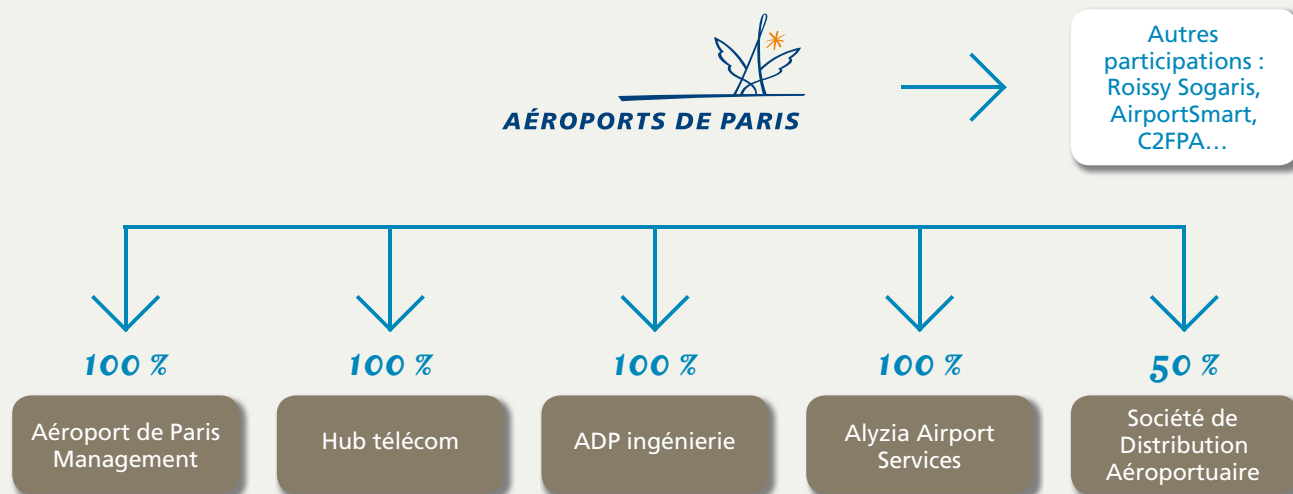 AÉROPORTS DE PARIS
Autres
participations :
Roissy Sogaris,
AirportSmart,
C2FPA…
100 %
100 %
100 %
100 %
50 %
Aéroport de Paris
Management
Hub télécom
ADP ingénierie
Alyzia Airport
Services
Société de
Distribution
Aéroportuaire